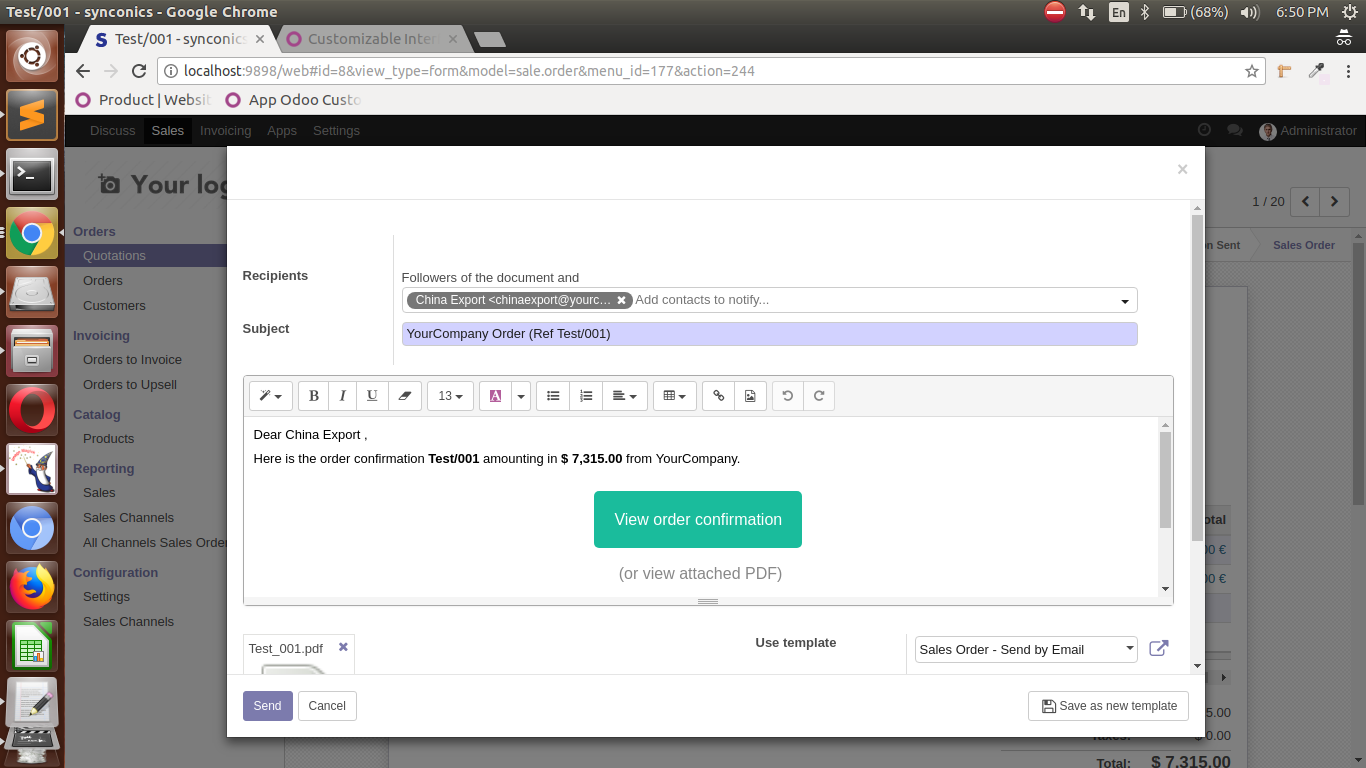 Test/001 - synconics - Google Chrome
En (68%) 6:50 PM
Test/001 - synconics × Customizable Inter ×
localhost:9898/web#id=8&view_type=form&model=sale.order&menu_id=177&action=244
Product | Websit App Odoo Custo
Discuss Sales Invoicing Apps Settings Administrator
Your log
×
1 / 20
Orders
Quotations
n Sent Sales Order
Orders
Customers
Invoicing
Orders to Invoice
Orders to Upsell
Catalog
Products
Reporting
Sales
Sales Channels
All Channels Sales Order
Configuration
Settings
Sales Channels
Recipients
Followers of the document and
China Export <chinaexport@yourc... × Add contacts to notify...
Subject
YourCompany Order (Ref Test/001)
B I U 13 A
Dear China Export ,
Here is the order confirmation Test/001 amounting in $ 7,315.00 from YourCompany.
View order confirmation
(or view attached PDF)
Test_001.pdf ×
Use template
Sales Order - Send by Email
Send Cancel Save as new template
otal
00 €
00 €
5.00
Taxes: 0.00
Total: $ 7,315.00